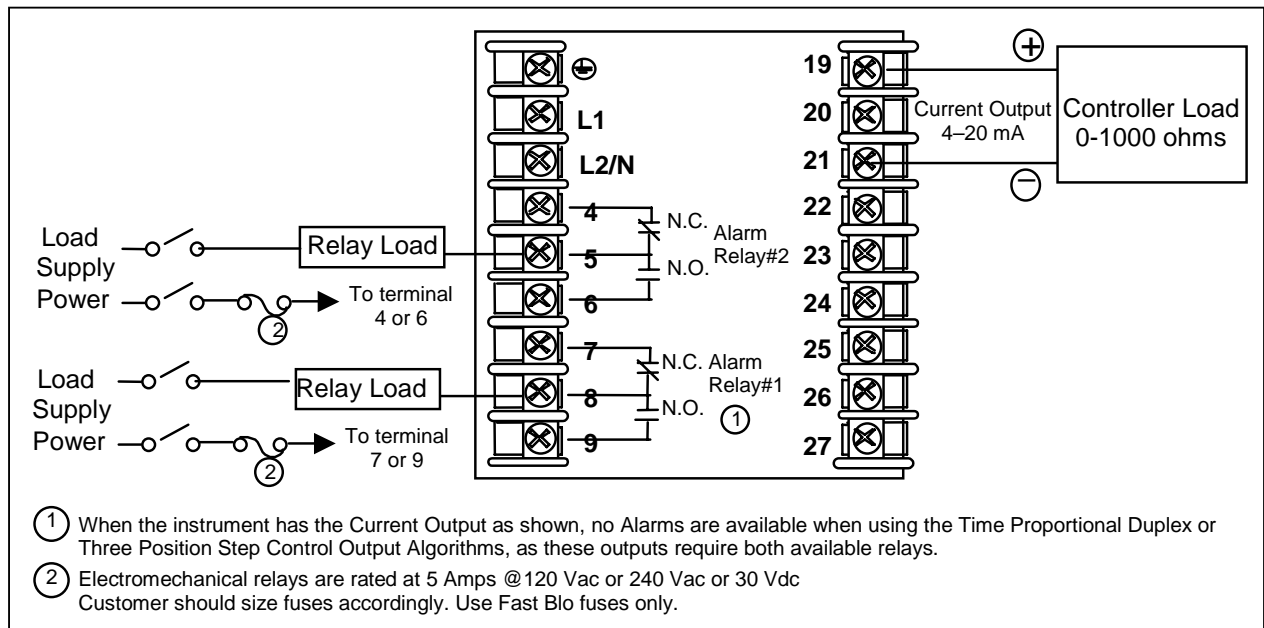 19
+
L1
20
Current Output
4–20 mA
Controller Load
0-1000 ohms
L2/N
21
−
4
N.C.
22
Load
Supply
Power
Relay Load
5
Alarm
Relay#2
23
N.O.
To terminal
4 or 6
2
6
24
7
25
N.C.
Alarm
Relay#1
Load
Supply
Power
Relay Load
8
N.O.
1
26
To terminal
7 or 9
2
9
27
1 When the instrument has the Current Output as shown, no Alarms are available when using the Time Proportional Duplex or
Three Position Step Control Output Algorithms, as these outputs require both available relays.
2 Electromechanical relays are rated at 5 Amps @120 Vac or 240 Vac or 30 Vdc
Customer should size fuses accordingly. Use Fast Blo fuses only.